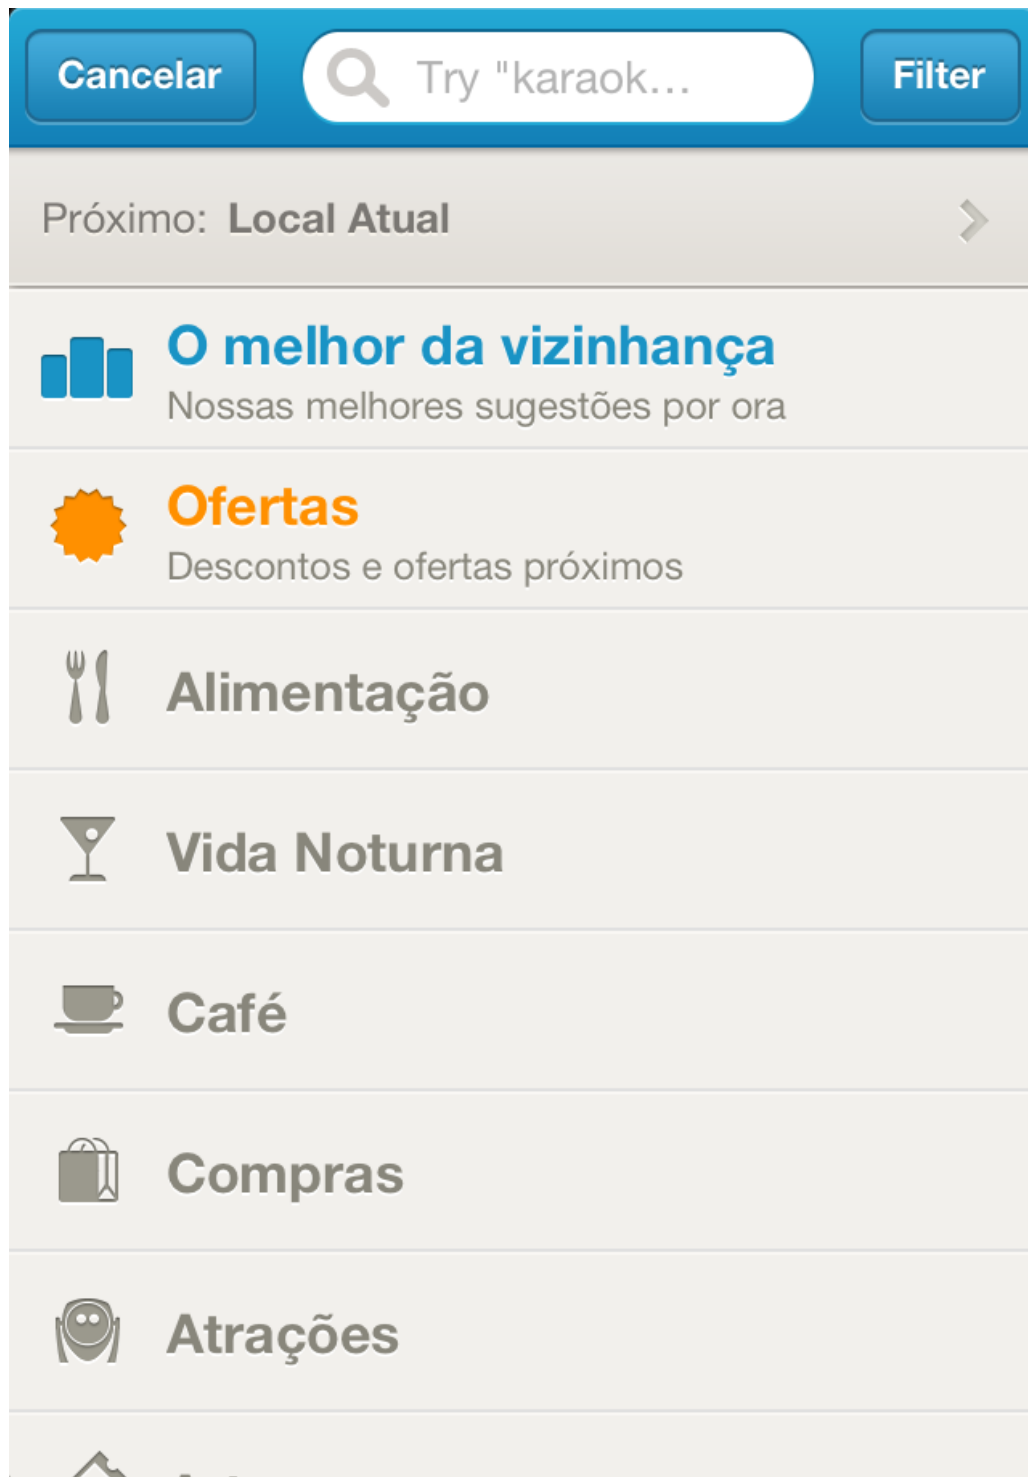 Cancelar
Try "karaok...
Filter
Próximo: Local Atual
O melhor da vizinhança
Nossas melhores sugestões por ora
Ofertas
Descontos e ofertas próximos
Alimentação
Vida Noturna
Café
Compras
Atrações